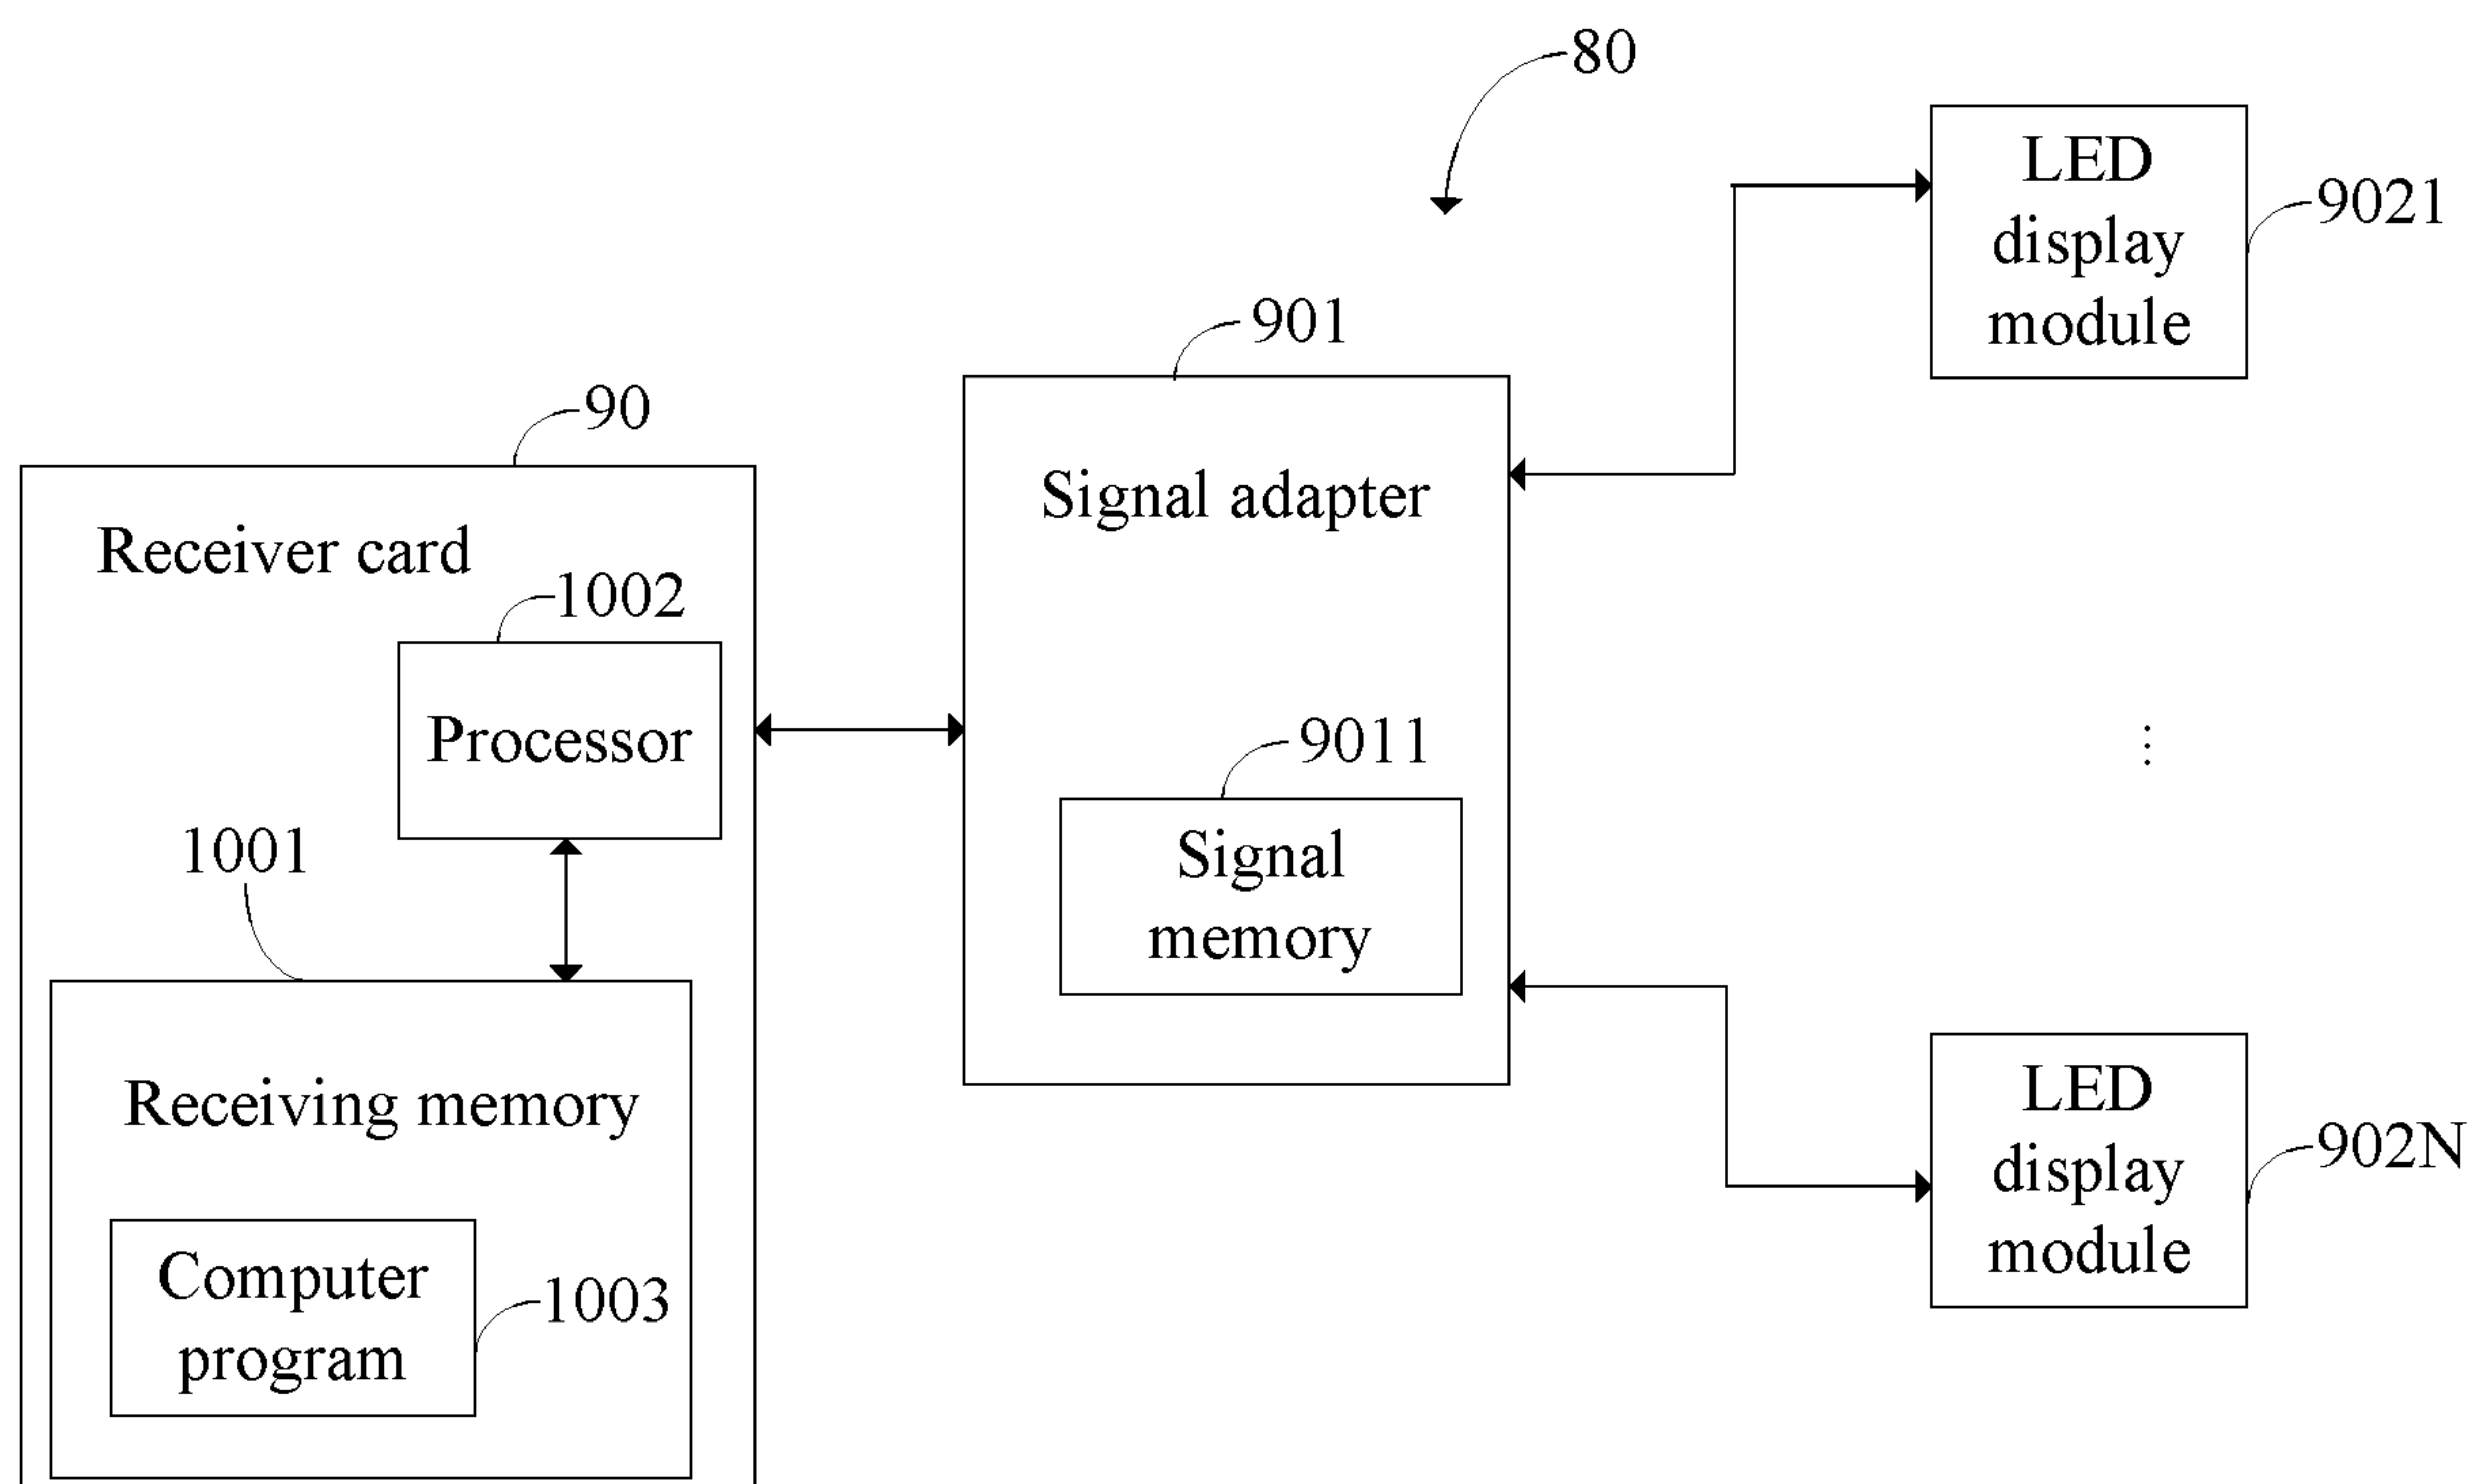 80
LED
display
module
9021
901
90
Signal adapter
Receiver card
1002
Processor
9011
Signal
memory
1001
Receiving memory
LED
display
module
902N
Computer
program
1003